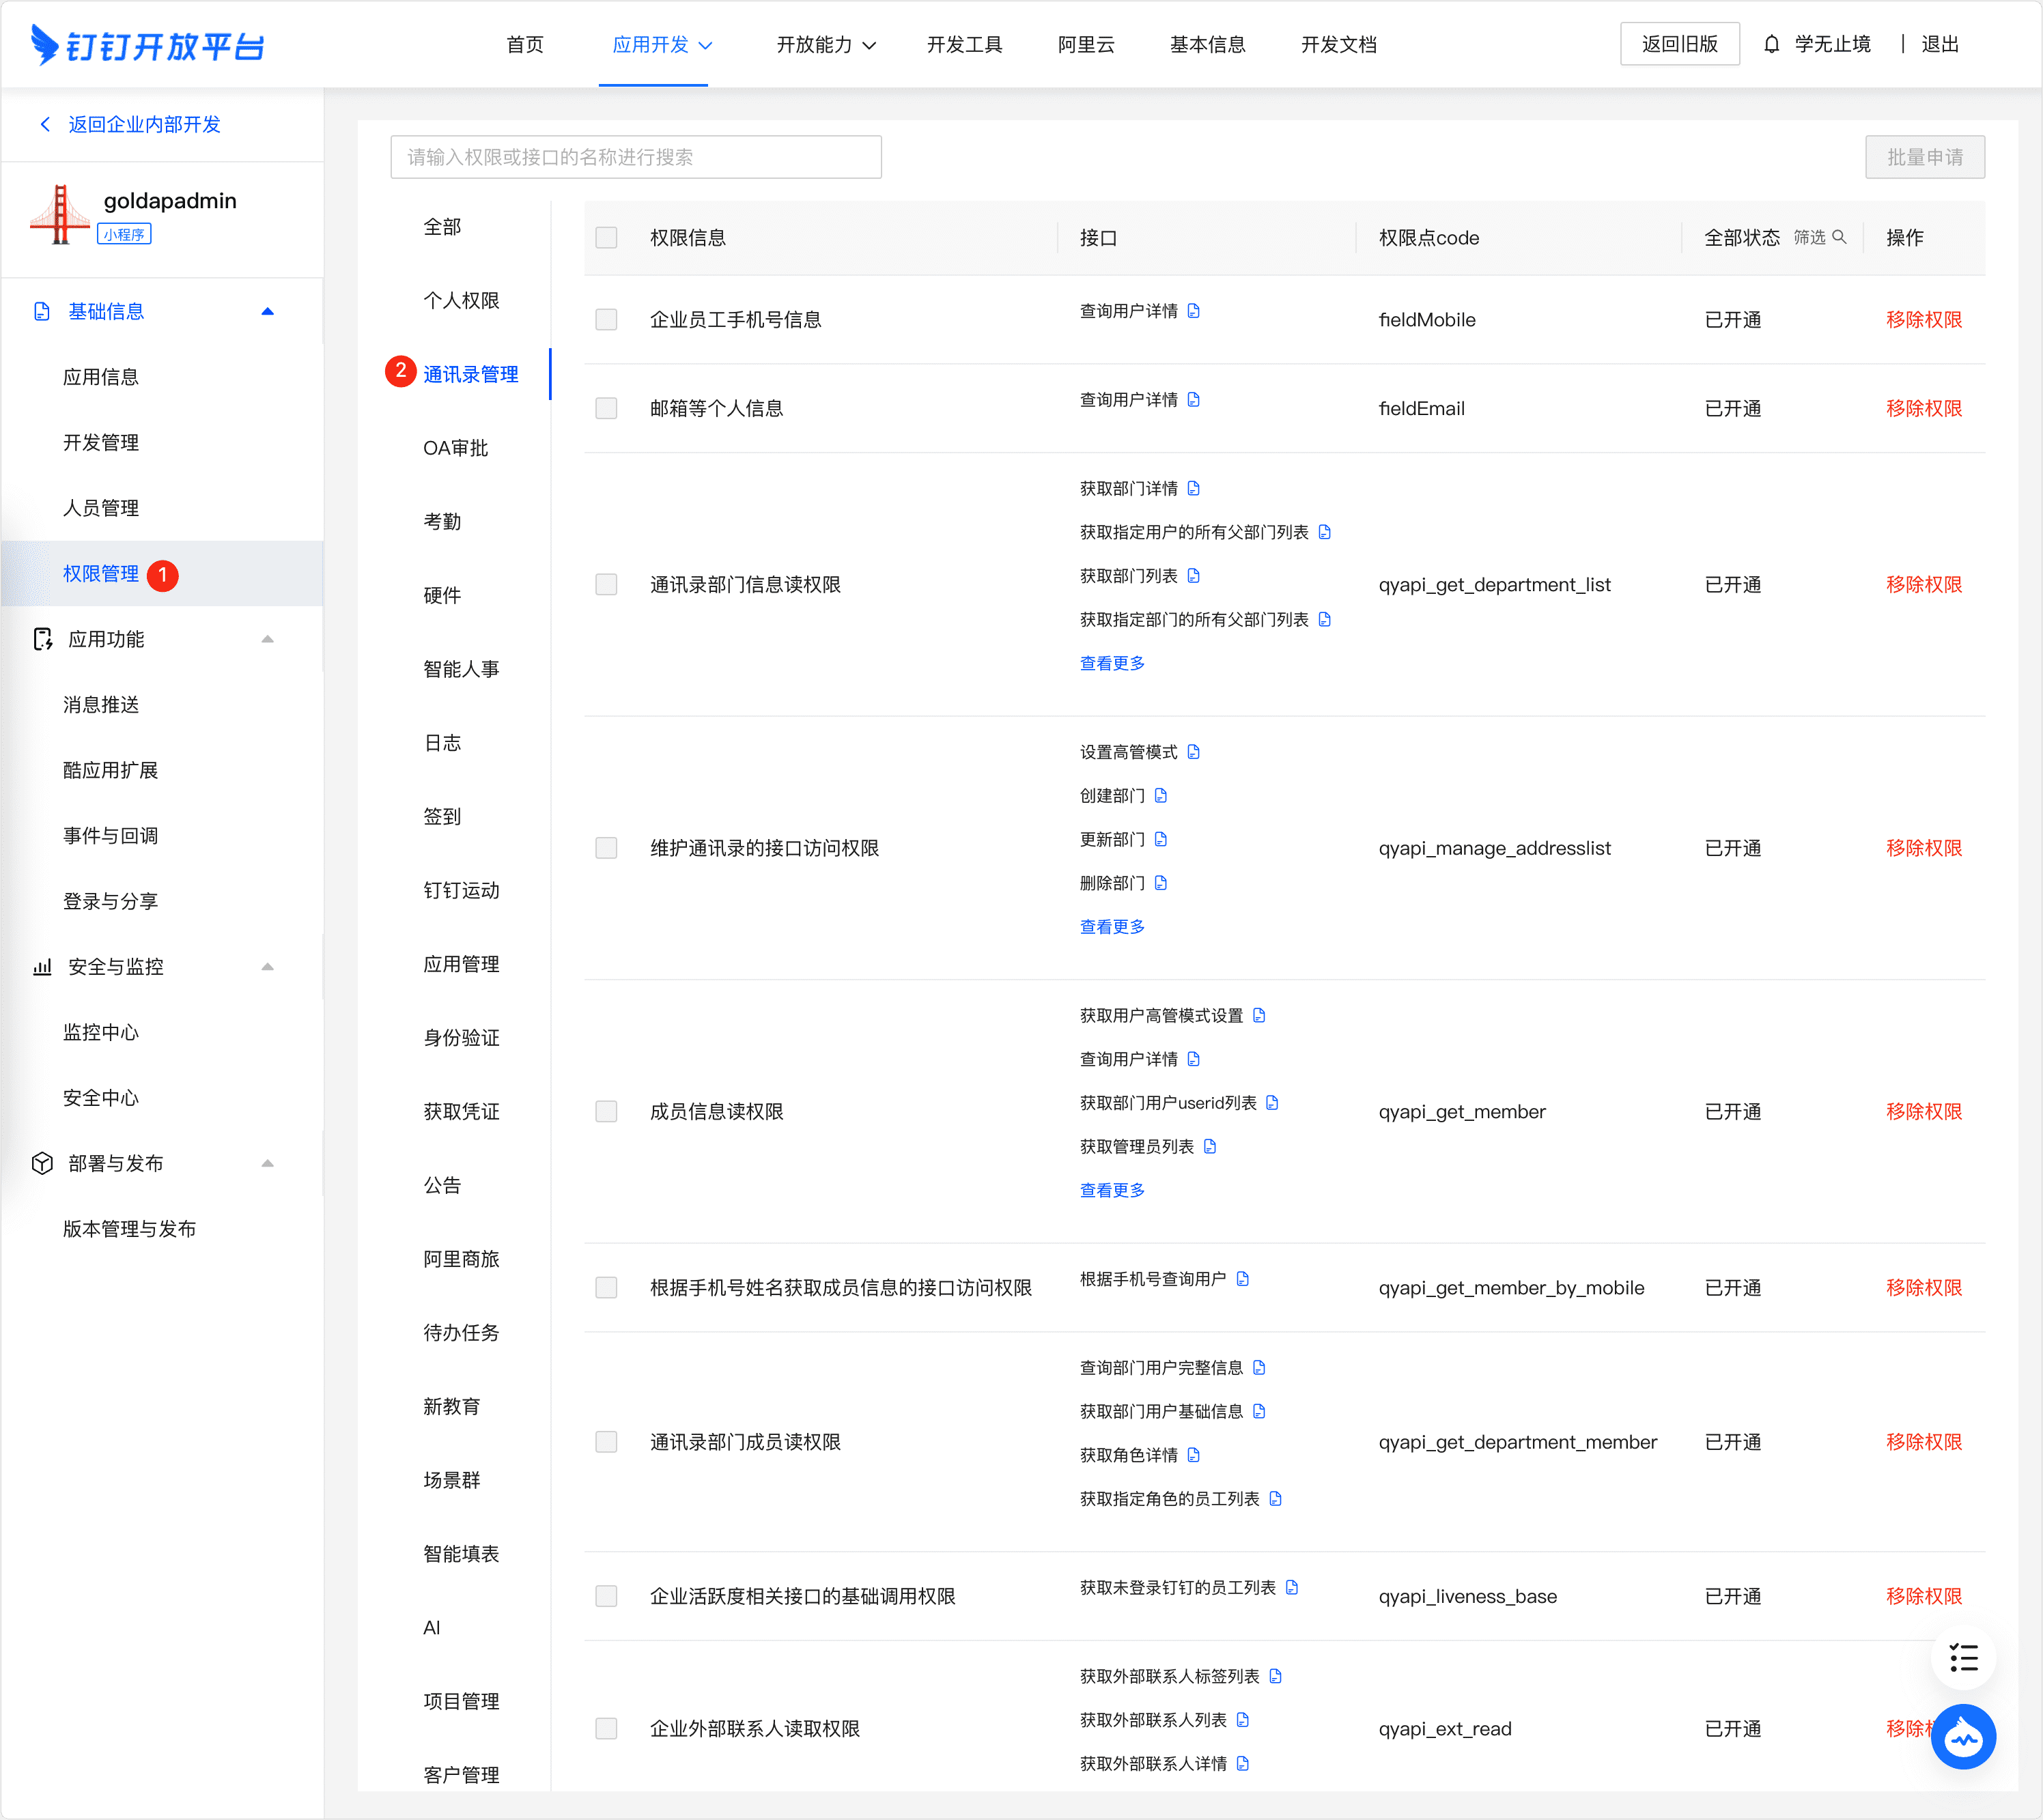 钉钉开放平台
首页 应用开发 开放能力 开发工具 阿里云 基本信息 开发文档 返回旧版 学无止境 | 退出
返回企业内部开发
goldapadmin
小程序
基础信息
应用信息
开发管理
人员管理
权限管理 1
应用功能
消息推送
酷应用扩展
事件与回调
登录与分享
安全与监控
监控中心
安全中心
部署与发布
版本管理与发布
请输入权限或接口的名称进行搜索 批量申请
全部
个人权限
2 通讯录管理
OA审批
考勤
硬件
智能人事
日志
签到
钉钉运动
应用管理
身份验证
获取凭证
公告
阿里商旅
待办任务
新教育
场景群
智能填表
AI
项目管理
客户管理
权限信息 接口 权限点code 全部状态 筛选 操作
企业员工手机号信息 查询用户详情 fieldMobile 已开通 移除权限
邮箱等个人信息 查询用户详情 fieldEmail 已开通 移除权限
获取部门详情
获取指定用户的所有父部门列表
获取部门列表
通讯录部门信息读权限 qyapi_get_department_list 已开通 移除权限
获取指定部门的所有父部门列表
查看更多
设置高管模式
创建部门
更新部门
维护通讯录的接口访问权限 qyapi_manage_addresslist 已开通 移除权限
删除部门
查看更多
获取用户高管模式设置
查询用户详情
获取部门用户userid列表
成员信息读权限 qyapi_get_member 已开通 移除权限
获取管理员列表
查看更多
根据手机号姓名获取成员信息的接口访问权限 根据手机号查询用户 qyapi_get_member_by_mobile 已开通 移除权限
查询部门用户完整信息
获取部门用户基础信息
通讯录部门成员读权限 qyapi_get_department_member 已开通 移除权限
获取角色详情
获取指定角色的员工列表
企业活跃度相关接口的基础调用权限 获取未登录钉钉的员工列表 qyapi_liveness_base 已开通 移除权限
获取外部联系人标签列表
获取外部联系人列表
企业外部联系人读取权限 qyapi_ext_read 已开通 移除
获取外部联系人详情